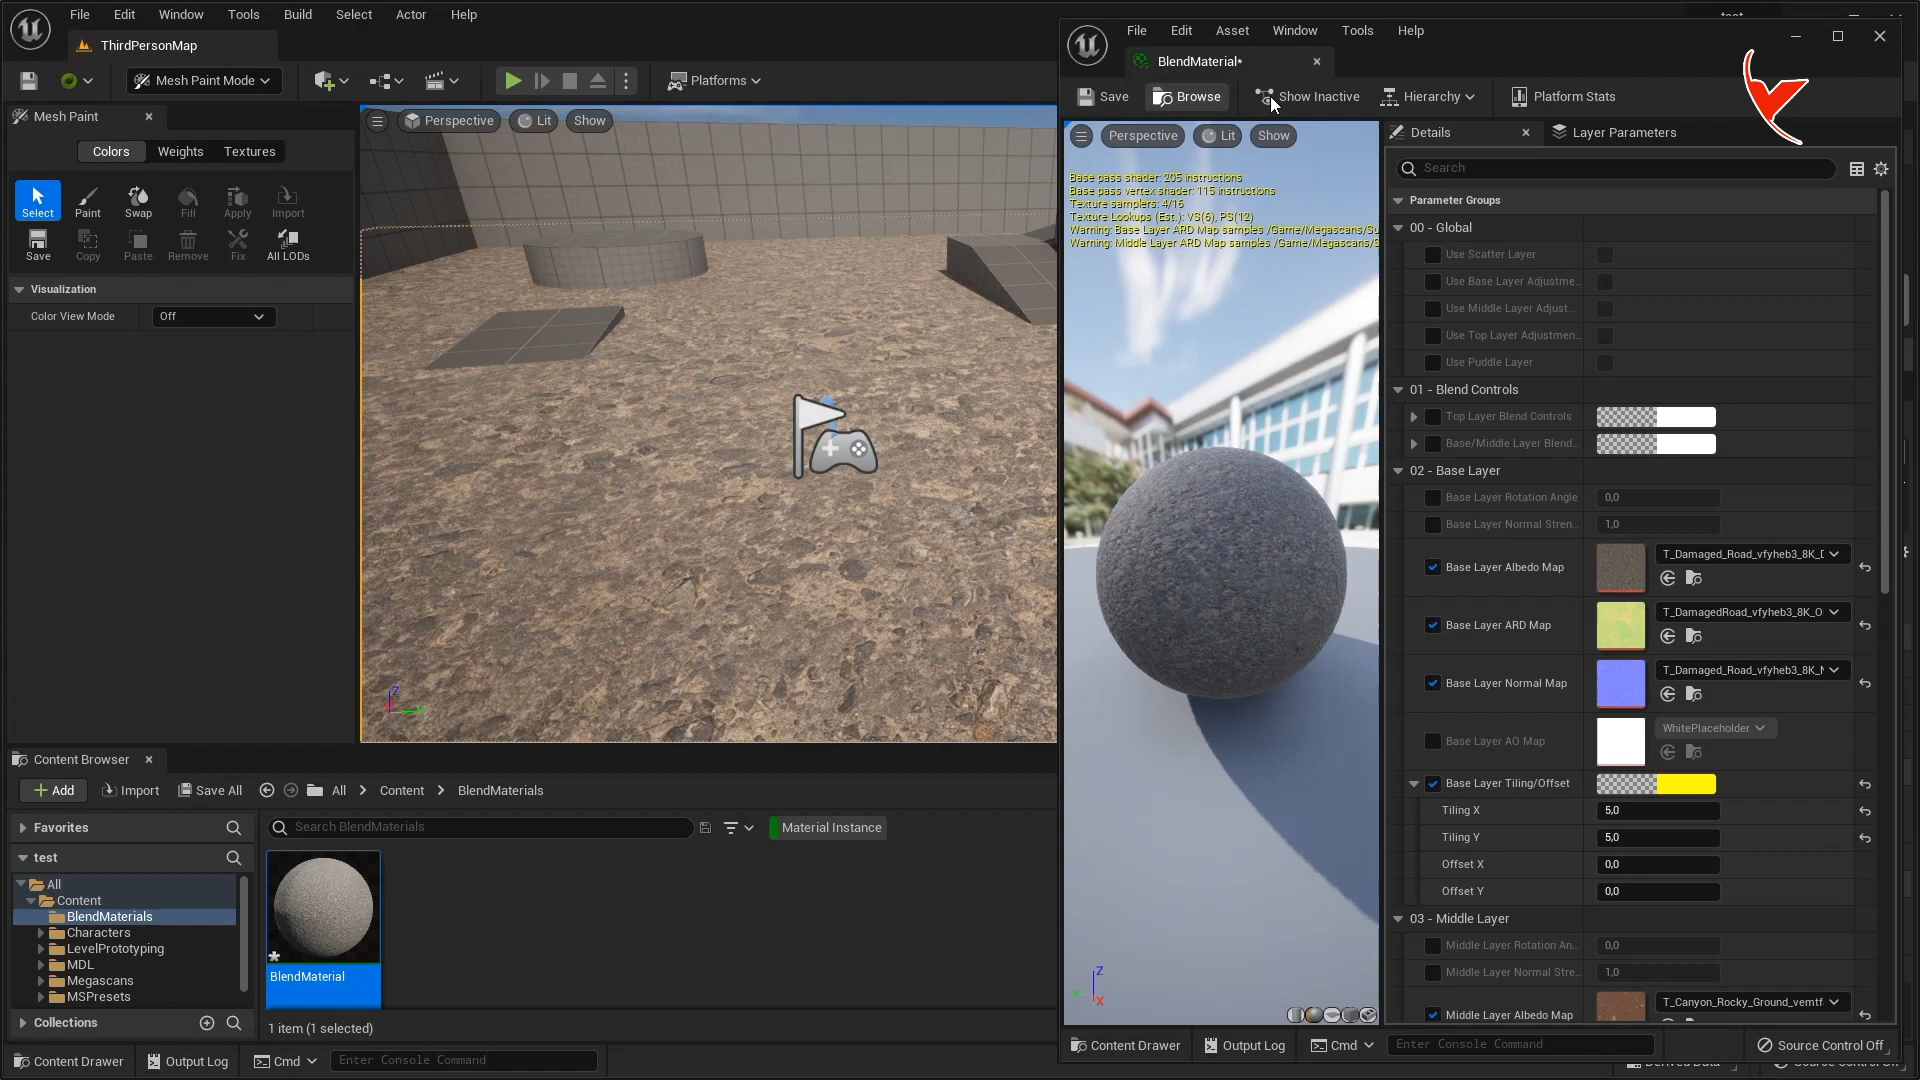 File Edit Window Tools Build Select Actor Help
ThirdPersonMap
Mesh Paint Mode
Platforms
Mesh Paint
Colors Weights Textures
Select Paint Swap Fill Apply Import
Save Copy Paste Remove Fix All LODs
Visualization
Color View Mode Off
Perspective Lit Show
Z
Content Browser
Add Import Save All All Content BlendMaterials
Favorites
Search BlendMaterials
Material Instance
test
All
Content
BlendMaterials
Characters
LevelPrototyping
MDL
Megascans
MSPresets
Collections
BlendMaterial
1 item (1 selected)
Content Drawer Output Log Cmd Enter Console Command
File Edit Asset Window Tools Help
BlendMaterial*
Save Browse Show Inactive Hierarchy Platform Stats
Perspective Lit Show
Base pass shader: 205 instructions
Base pass vertex shader: 115 instructions
Texture samplers: 4/16
Texture Lookups (Est.): VS(6), PS(12)
Warning: Base Layer ARD Map samples /Game/Megascans/Su
Warning: Middle Layer ARD Map samples /Game/Megascans/S
Z
Y
X
Details Layer Parameters
Search
Parameter Groups
00 - Global
Use Scatter Layer
Use Base Layer Adjustme...
Use Middle Layer Adjust...
Use Top Layer Adjustmen...
Use Puddle Layer
01 - Blend Controls
Top Layer Blend Controls
Base/Middle Layer Blend...
02 - Base Layer
Base Layer Rotation Angle 0,0
Base Layer Normal Stren... 1,0
Base Layer Albedo Map T_Damaged_Road_vfyheb3_8K_D
Base Layer ARD Map T_DamagedRoad_vfyheb3_8K_O
Base Layer Normal Map T_Damaged_Road_vfyheb3_8K_N
Base Layer AO Map WhitePlaceholder
Base Layer Tiling/Offset
Tiling X 5,0
Tiling Y 5,0
Offset X 0,0
Offset Y 0,0
03 - Middle Layer
Middle Layer Rotation An... 0,0
Middle Layer Normal Stre... 1,0
Middle Layer Albedo Map T_Canyon_Rocky_Ground_vemtf
Content Drawer Output Log Cmd Enter Console Command Source Control Off